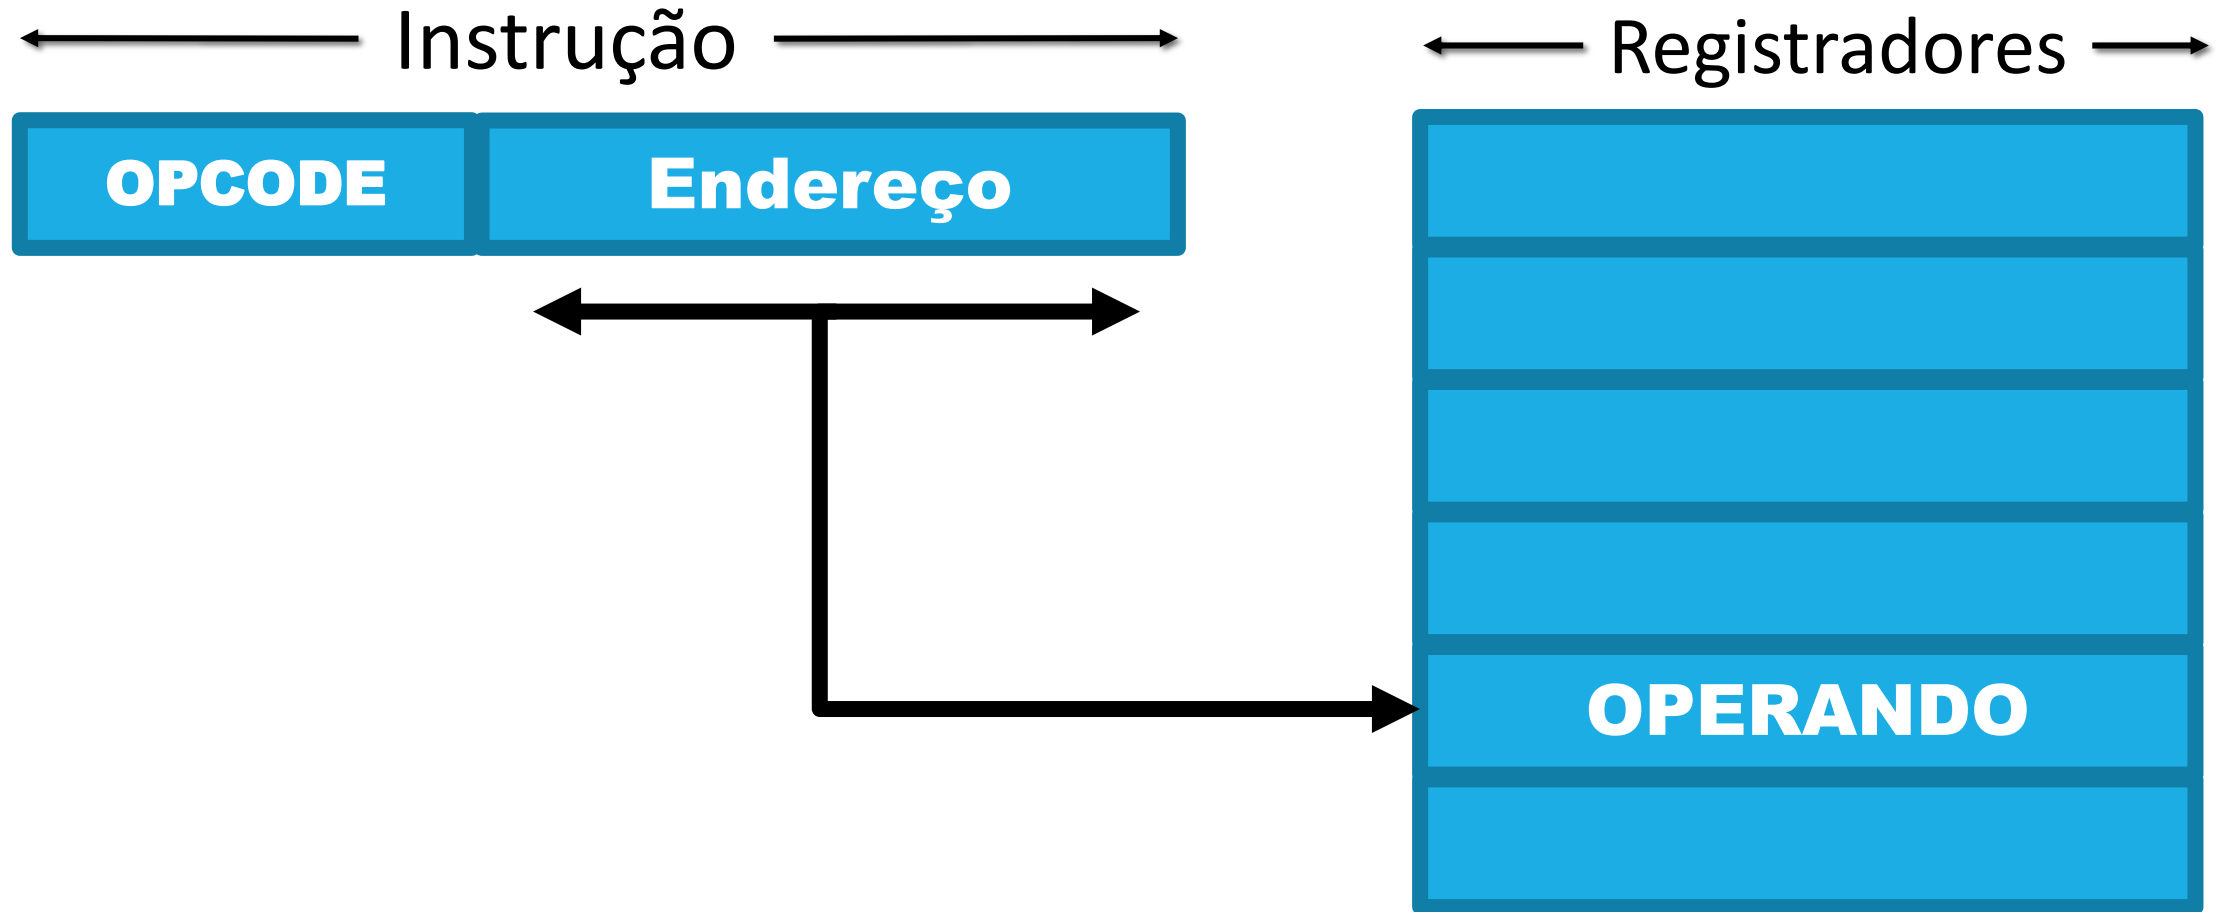 Instrução
Registradores
OPCODE
Endereço
OPERANDO